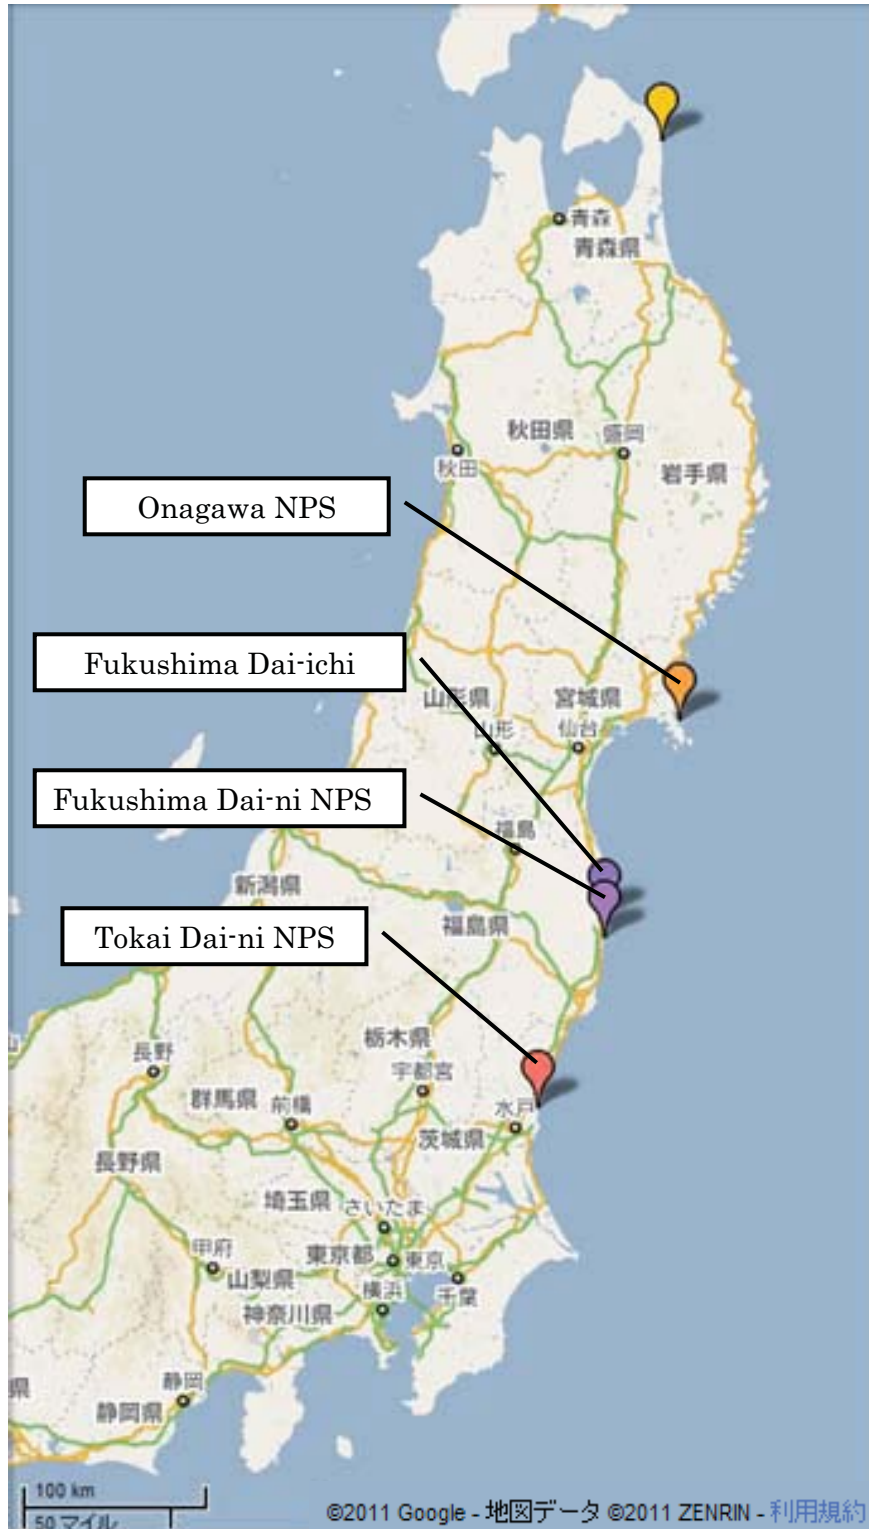 青森
青森県
秋田県
盛岡
秋田
岩手県
Onagawa NPS
Fukushima Dai-ichi
山形県
宮城県
山形
仙台
Fukushima Dai-ni NPS
福島
新潟県
福島県
Tokai Dai-ni NPS
栃木県
長野
宇都宮
群馬県
前橋
水戸
茨城県
長野県
埼玉県
さいたま
甲府
東京都
東京
山梨県
横浜
千葉
神奈川県
静岡
県
静岡県
100 km
50 マイル
©2011 Google - 地図データ ©2011 ZENRIN - 利用規約